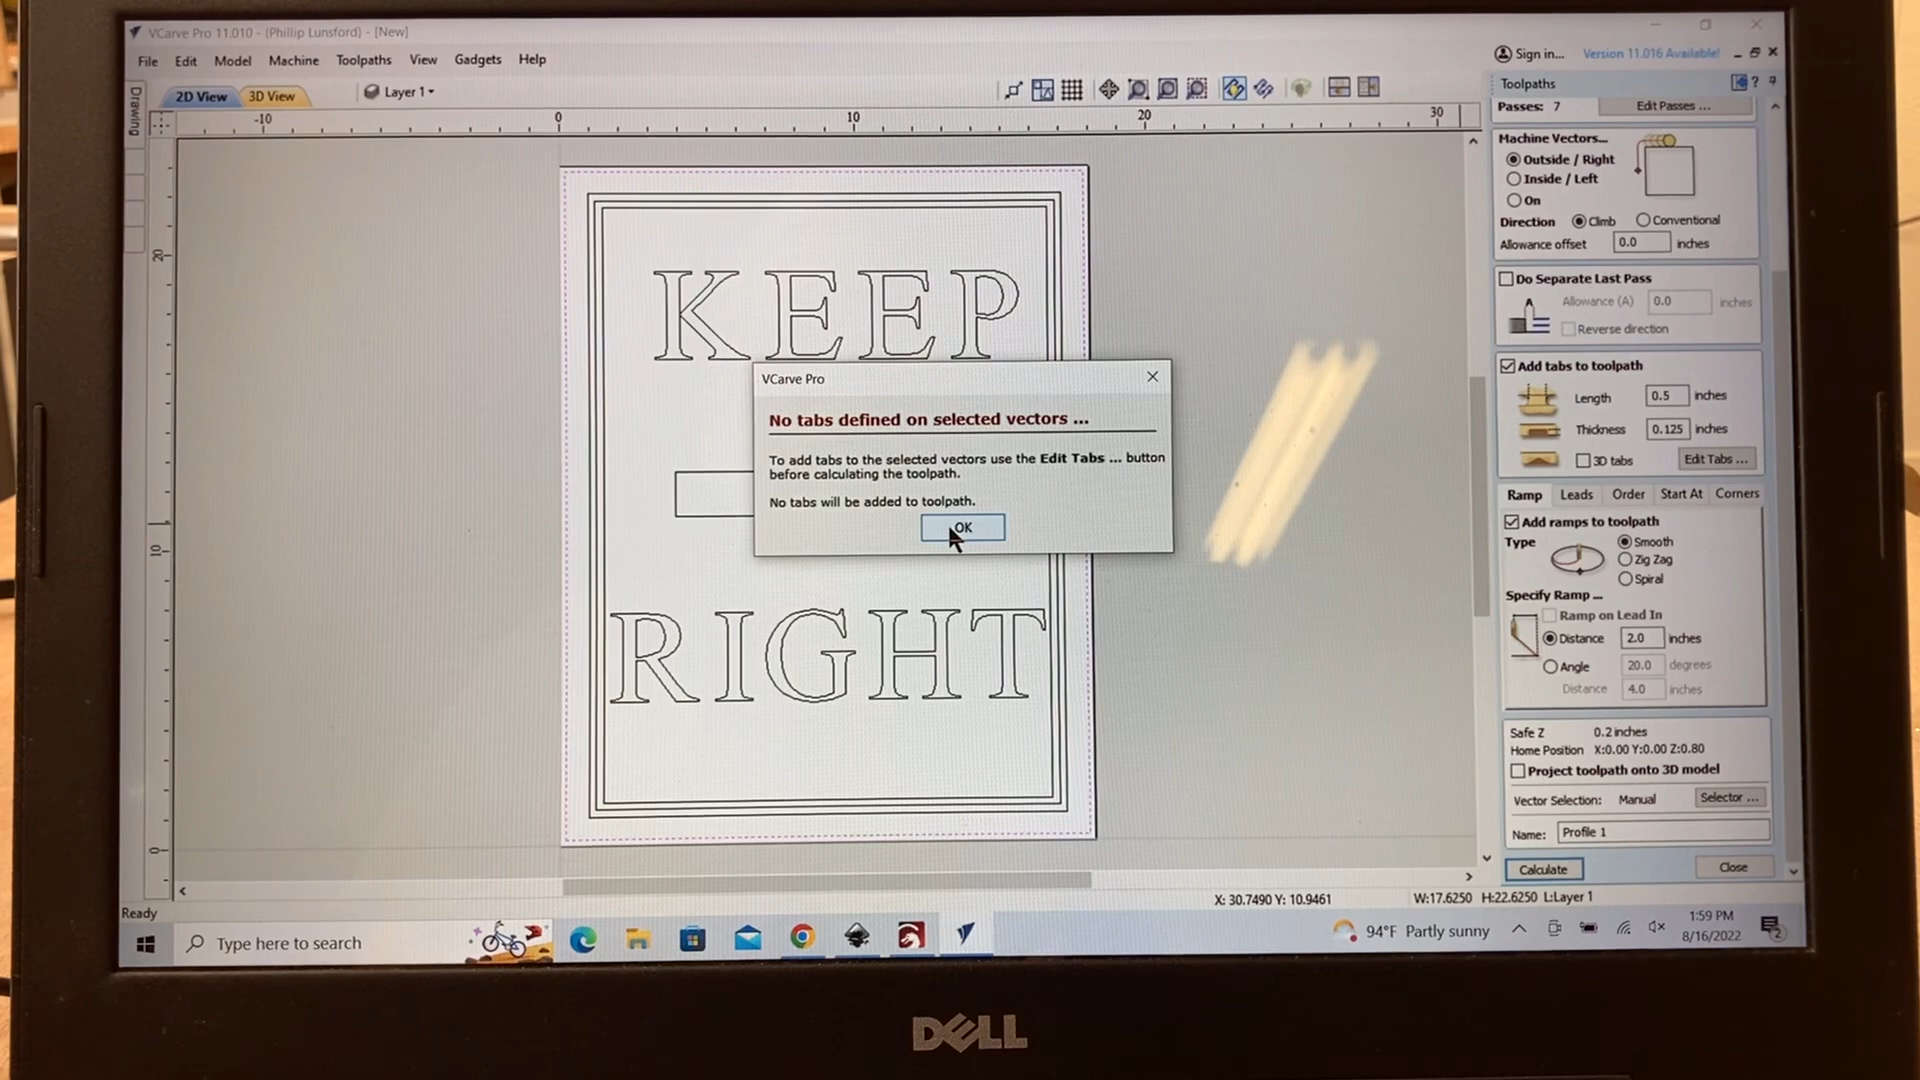 VCarve Pro 11.010 - (Phillip Lunsford) - [New]
File Edit Model Machine Toolpaths View Gadgets Help
Sign in... Version 11.016 Available!
2D View 3D View Layer 1
Drawing
-10 0 10 20 30
20
10
0
KEEP
RIGHT
VCarve Pro
No tabs defined on selected vectors ...
To add tabs to the selected vectors use the Edit Tabs ... button
before calculating the toolpath.
No tabs will be added to toolpath.
OK
Toolpaths ?
Passes: 7 Edit Passes ...
Machine Vectors...
Outside / Right
Inside / Left
On
Direction Climb Conventional
Allowance offset 0.0 inches
Do Separate Last Pass
Allowance (A) 0.0 inches
Reverse direction
Add tabs to toolpath
Length 0.5 inches
Thickness 0.125 inches
3D tabs Edit Tabs ...
Ramp Leads Order Start At Corners
Add ramps to toolpath
Type Smooth
Zig Zag
Spiral
Specify Ramp ...
Ramp on Lead In
Distance 2.0 inches
Angle 20.0 degrees
Distance 4.0 inches
Safe Z 0.2 inches
Home Position X:0.00 Y:0.00 Z:0.80
Project toolpath onto 3D model
Vector Selection: Manual Selector ...
Name: Profile 1
Calculate Close
Ready
X: 30.7490 Y: 10.9461 W:17.6250 H:22.6250 L:Layer 1
Type here to search
94°F Partly sunny
1:59 PM
8/16/2022
2
DELL